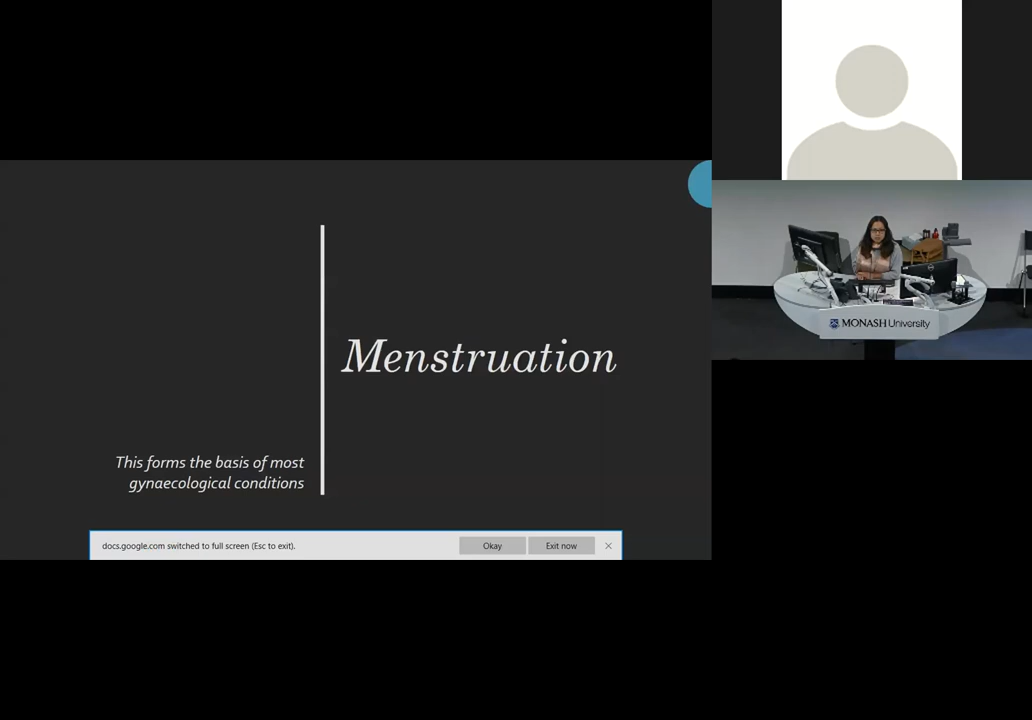 Menstruation
This forms the basis of most
gynaecological conditions
docs.google.com switched to full screen (Esc to exit).
Okay
Exit now
MONASH University